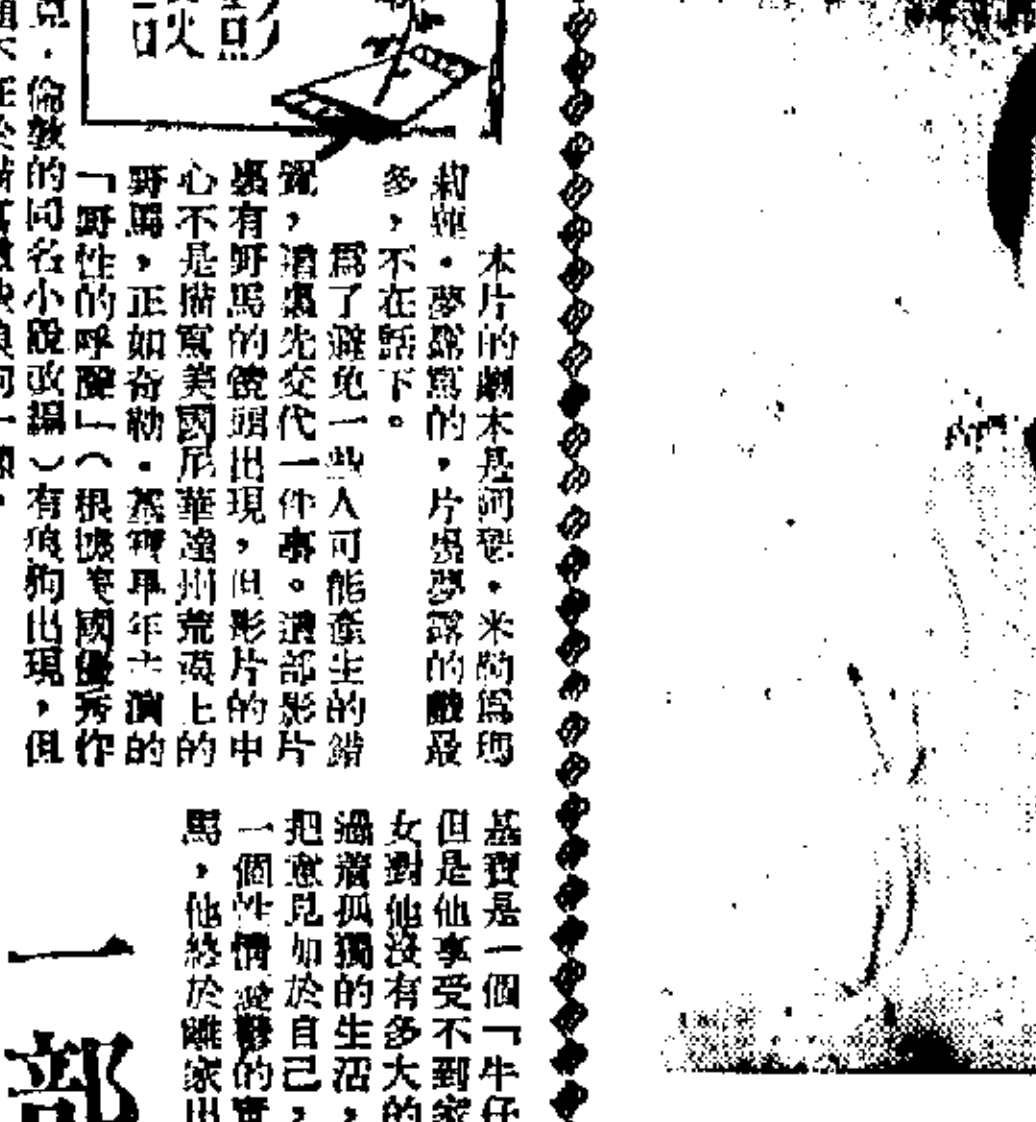 影談
本片的劇本是阿瑟·米勒爲瑪
莉蓮·夢露寫的，片裏夢露的戲最
多，不在話下。
爲了避免一些人可能產生的錯
覺，這裏先交代一件事。這部影片
裏有野馬的鏡頭出現，但影片的中
心不是描寫美國尼華達州荒漠上的
野馬，正如奇勒·基寶早年主演的
「野性的呼聲」（根據美國優秀作
克·倫敦的同名小說改編）有狼狗出現，但
基寶是一個「牛仔
但是他享受不到家
女對他沒有多大的
過着孤獨的生活，
把意見加於自己，
一個性情憂鬱的
馬，他終於離家出
一部